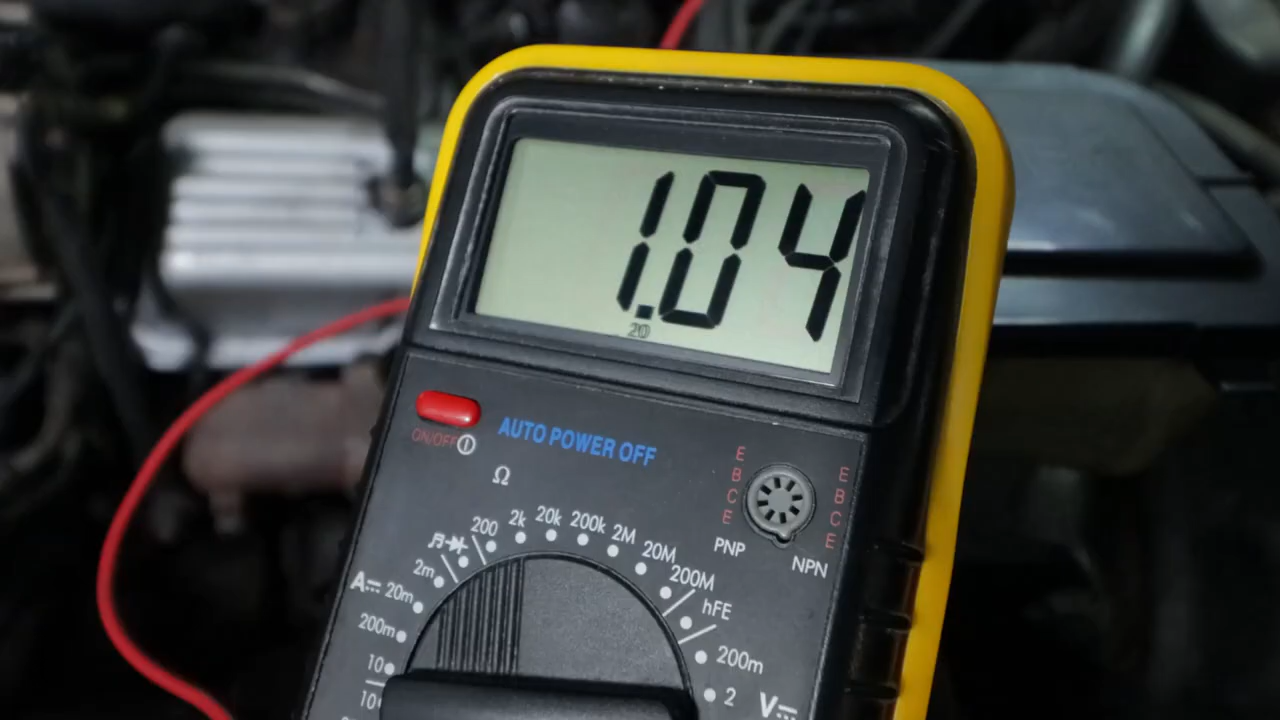 1.04
20
ON/OFF
AUTO POWER OFF
Ω
E
B
C
E
PNP
E
B
C
E
NPN
200
2k
20k
200k
2M
20M
200M
hFE
2m
A
20m
200m
10
10
200m
2
V